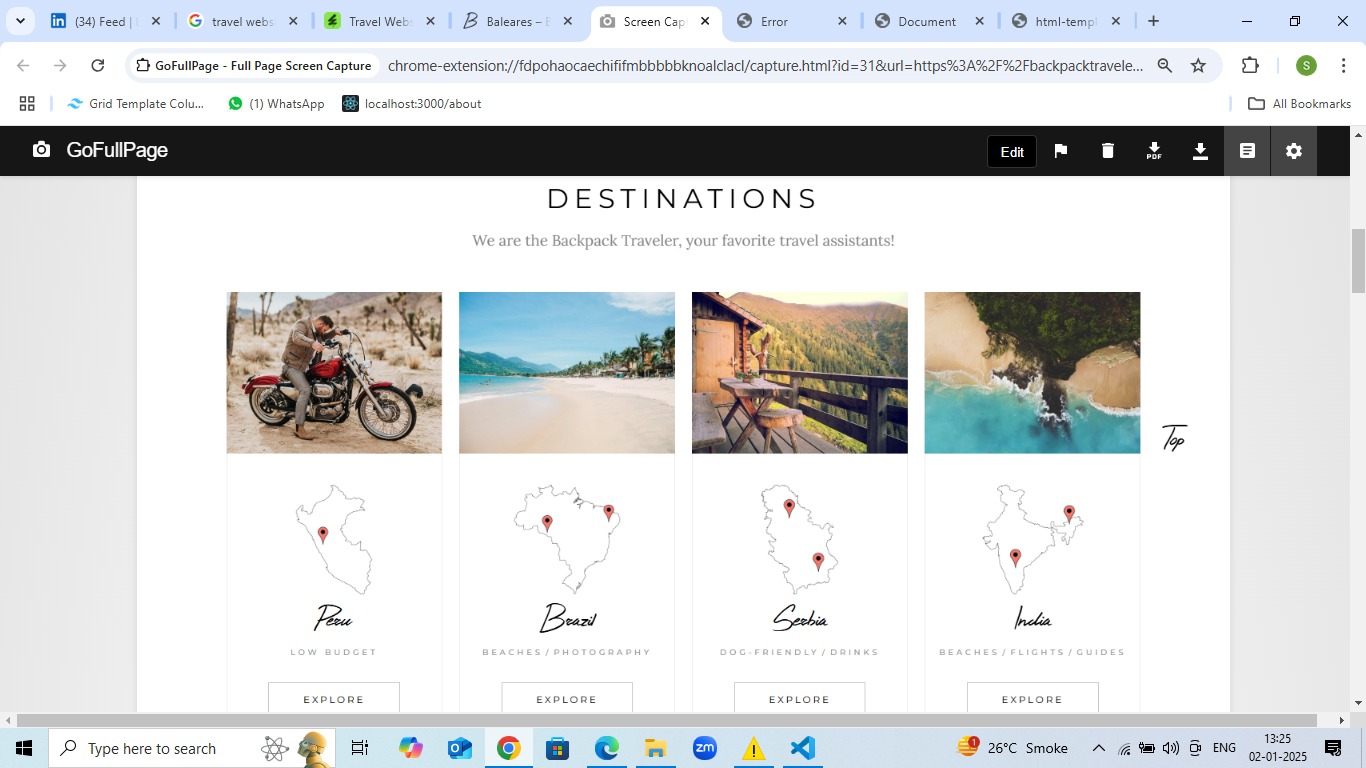 (34) Feed |
travel webs
Travel Web
Baleares – B
Screen Cap
Error
Document
html-temp
GoFullPage - Full Page Screen Capture
chrome-extension://fdpohaocaechififmbbbbbknoalclacl/capture.html?id=31&url=https%3A%2F%2Fbackpacktravele...
S
Grid Template Colu...
(1) WhatsApp
localhost:3000/about
All Bookmarks
GoFullPage
Edit
PDF
DESTINATIONS
We are the Backpack Traveler, your favorite travel assistants!
Top
Peru
Brazil
Serbia
India
LOW BUDGET
BEACHES / PHOTOGRAPHY
DOG-FRIENDLY / DRINKS
BEACHES / FLIGHTS / GUIDES
EXPLORE
EXPLORE
EXPLORE
EXPLORE
Type here to search
zm
1
26°C Smoke
ENG
13:25
02-01-2025